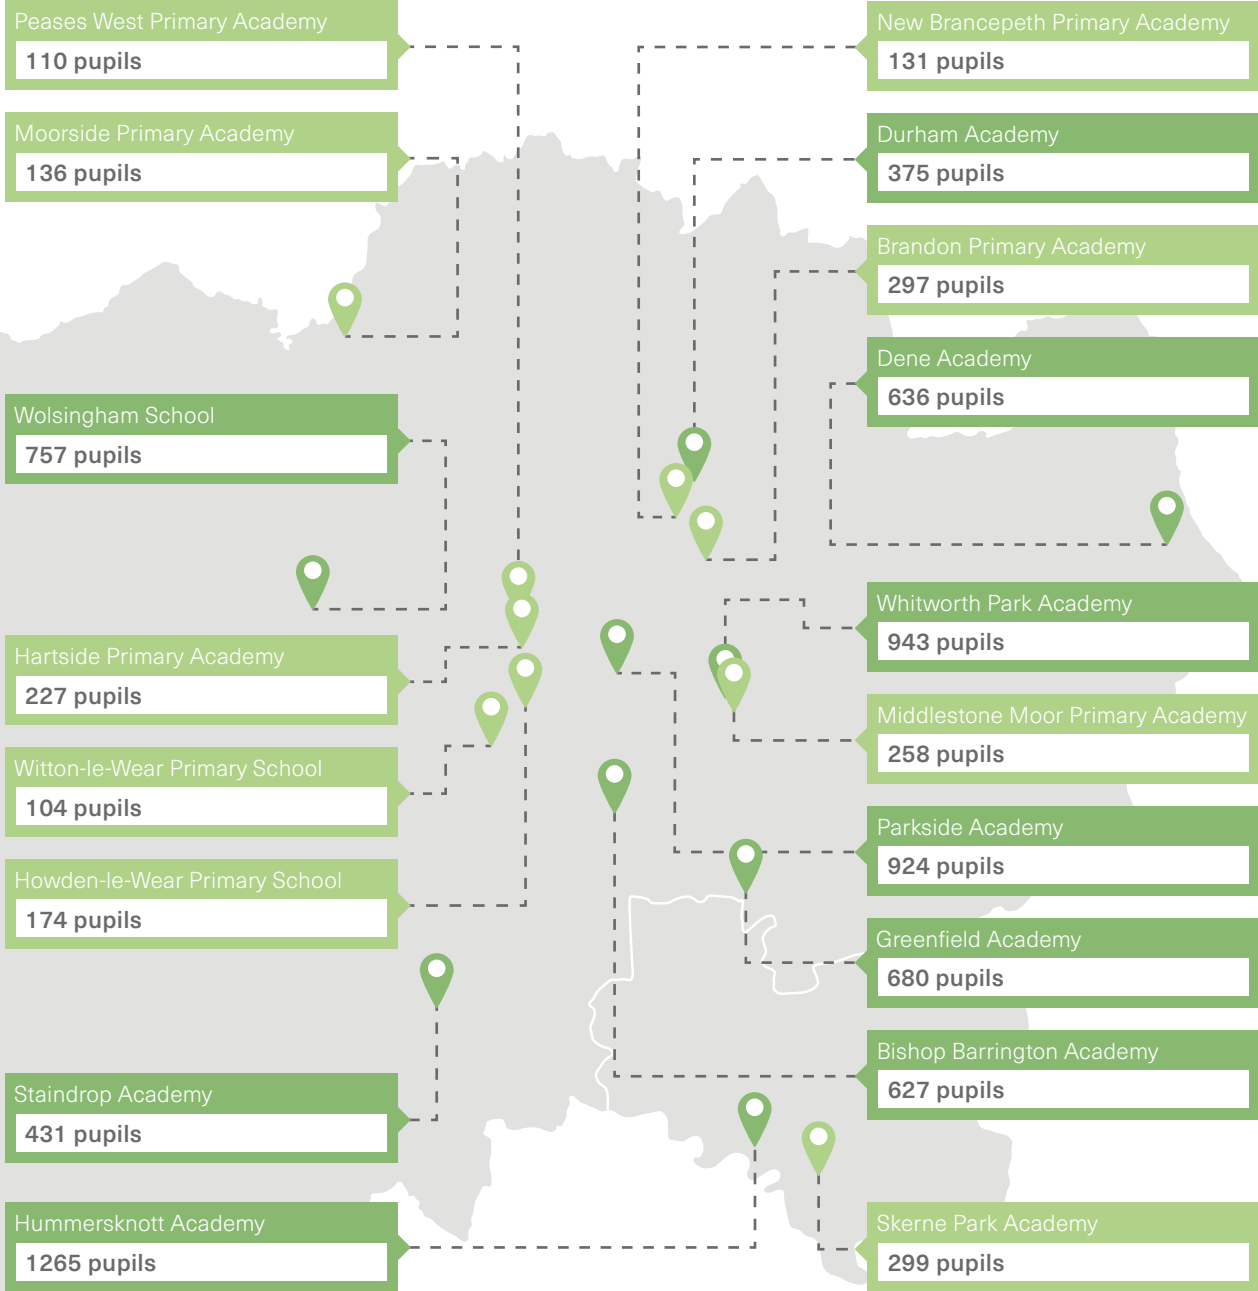 Peases West Primary Academy
110 pupils
Moorside Primary Academy
136 pupils
Wolsingham School
757 pupils
Hartside Primary Academy
227 pupils
Witton-le-Wear Primary School
104 pupils
Howden-le-Wear Primary School
174 pupils
Staindrop Academy
431 pupils
Hummersknott Academy
1265 pupils
New Brancepeth Primary Academy
131 pupils
Durham Academy
375 pupils
Brandon Primary Academy
297 pupils
Dene Academy
636 pupils
Whitworth Park Academy
943 pupils
Middlestone Moor Primary Academy
258 pupils
Parkside Academy
924 pupils
Greenfield Academy
680 pupils
Bishop Barrington Academy
627 pupils
Skerne Park Academy
299 pupils